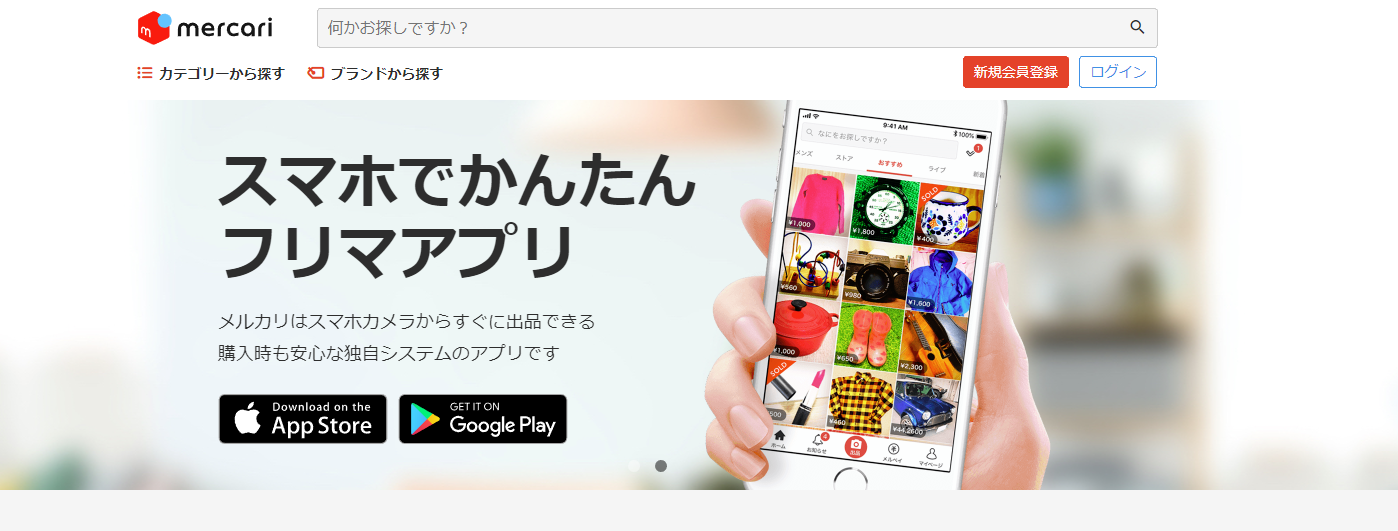 mercari
何かお探しですか？
カテゴリーから探す
ブランドから探す
新規会員登録
ログイン
スマホでかんたん
フリマアプリ
メルカリはスマホカメラからすぐに出品できる
購入時も安心な独自システムのアプリです
Download on the
App Store
GET IT ON
Google Play
9:41 AM
100%
なにをお探しですか？
1
メンズ
ストア
おすすめ
ライブ
SOLD
¥1,000
¥1,800
¥400
¥560
¥980
¥1,600
¥1,000
¥650
¥2,300
SOLD
¥460
ホーム
お知らせ
出品
メルペイ
マイページ